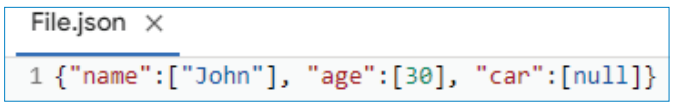 File.json ×
1 {"name":["John"], "age":[30], "car":[null]}